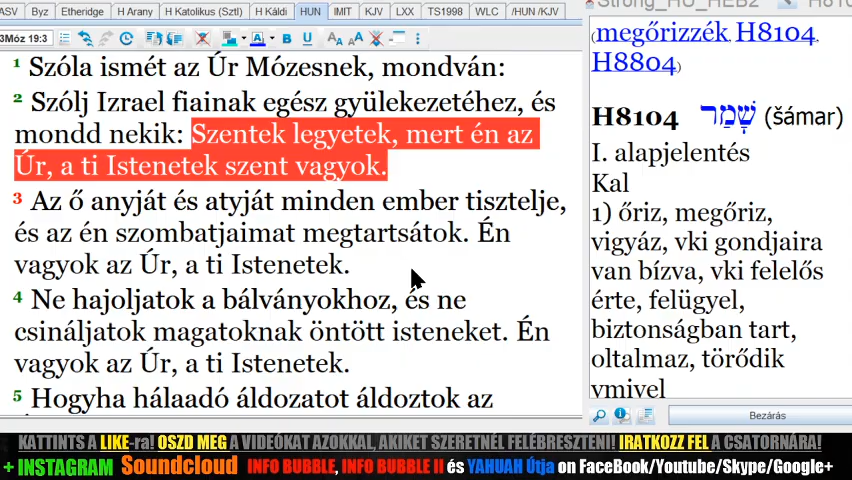 ASV Byz Etheridge H Arany H Katolikus (Sztl) H Káldi HUN IMIT KJV LXX TS1998 WLC /HUN /KJV
3Móz 19:3
1 Szóla ismét az Úr Mózesnek, mondván:
2 Szólj Izrael fiainak egész gyülekezetéhez, és
mondd nekik: Szentek legyetek, mert én az
Úr, a ti Istenetek szent vagyok.
3 Az ő anyját és atyját minden ember tisztelje,
és az én szombatjaimat megtartsátok. Én
vagyok az Úr, a ti Istenetek.
4 Ne hajoljatok a bálványokhoz, és ne
csináljatok magatoknak öntött isteneket. Én
vagyok az Úr, a ti Istenetek.
5 Hogyha hálaadó áldozatot áldoztok az
Strong_HU_HEB2
(megőrizzék H8104,
H8804)
H8104 שָׁמַר (šámar)
I. alapjelentés
Kal
1) őriz, megőriz,
vigyáz, vki gondjaira
van bízva, vki felelős
érte, felügyel,
biztonságban tart,
oltalmaz, törődik
vmivel
Bezárás
KATTINTS A LIKE-ra! OSZD MEG A VIDEÓKAT AZOKKAL, AKIKET SZERETNÉL FELÉBRESZTENI! IRATKOZZ FEL A CSATORNÁRA!
+ INSTAGRAM Soundcloud INFO BUBBLE, INFO BUBBLE II és YAHUAH Útja on FaceBook/Youtube/Skype/Google+